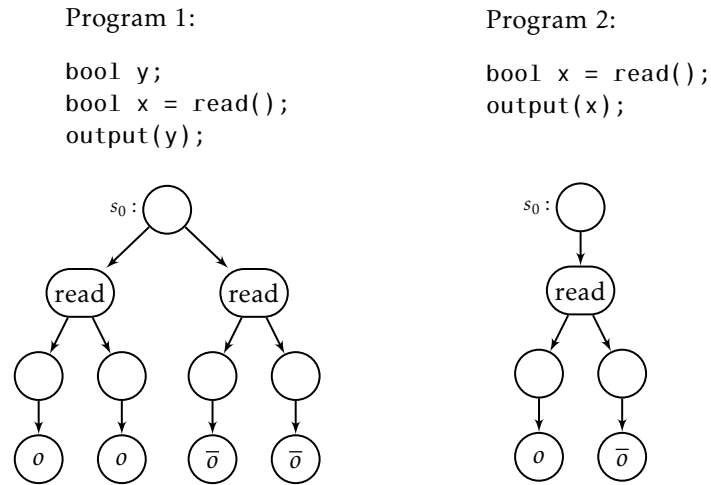 Program 1:
bool y;
bool x = read();
output(y);
s₀ :
read read
o o o̅ o̅
Program 2:
bool x = read();
output(x);
s₀ :
read
o o̅